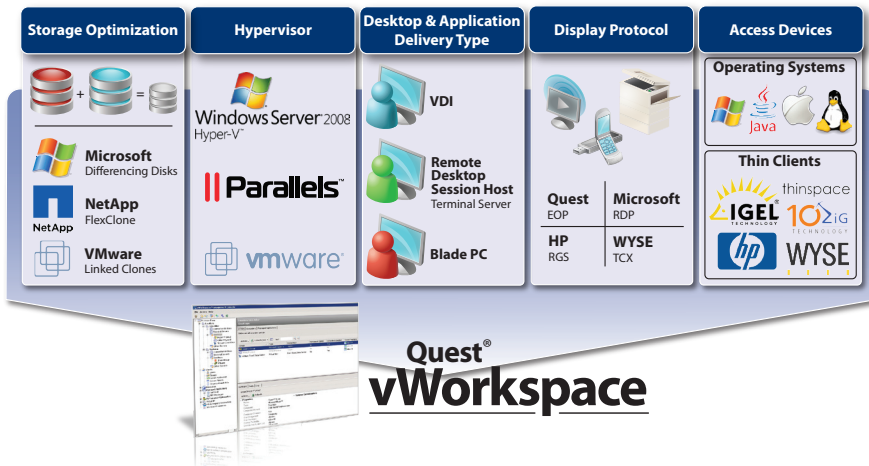 Storage Optimization
+
=
Microsoft
Differencing Disks
NetApp
NetApp
FlexClone
VMware
Linked Clones
Hypervisor
Windows Server® 2008
Hyper-V™
Parallels™
vmware®
Desktop & Application
Delivery Type
VDI
Remote
Desktop
Session Host
Terminal Server
Blade PC
Display Protocol
Quest
EOP
Microsoft
RDP
HP
RGS
WYSE
TCX
Access Devices
Operating Systems
Java
Thin Clients
IGEL®
TECHNOLOGY
thinspace
10ZiG
TECHNOLOGY
hp
WYSE
Quest®
vWorkspace